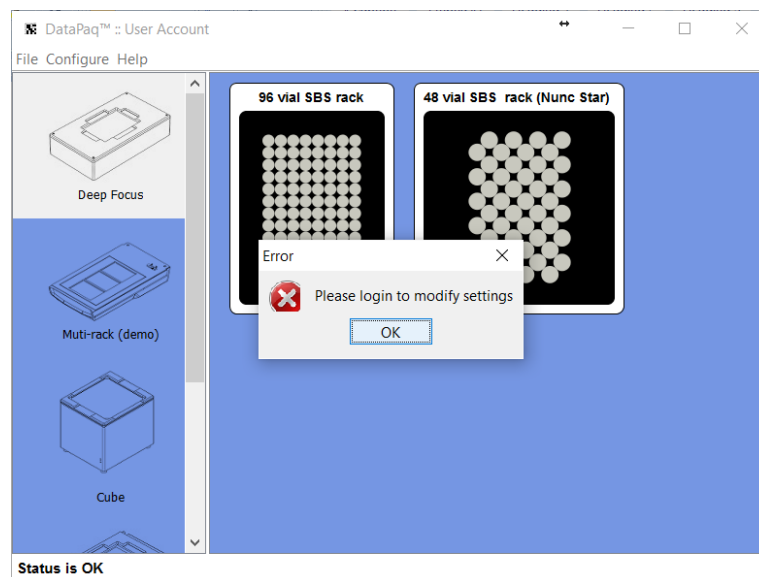 DataPaq™ :: User Account
File Configure Help
Deep Focus
Muti-rack (demo)
Cube
96 vial SBS rack
48 vial SBS rack (Nunc Star)
Error
Please login to modify settings
OK
Status is OK